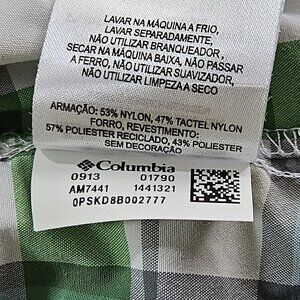 LAVAR NA MÁQUINA A FRIO,
LAVAR SEPARADAMENTE
NÃO UTILIZAR BRANQUEADOR,
SECAR NA MÁQUINA BAIXA, NÃO PASSAR
A FERRO, NÃO UTILIZAR SUAVIZADOR,
NÃO UTILIZAR LIMPEZA A SECO
ARMAÇÃO: 53% NYLON, 47% TACTEL NYLON
FORRO, REVESTIMENTO:
57% POLIESTER RECICLADO, 43% POLIESTER
SEM DECORAÇÃO
Columbia
0913 01790
AM7441 1441321
0PSKD8B002777